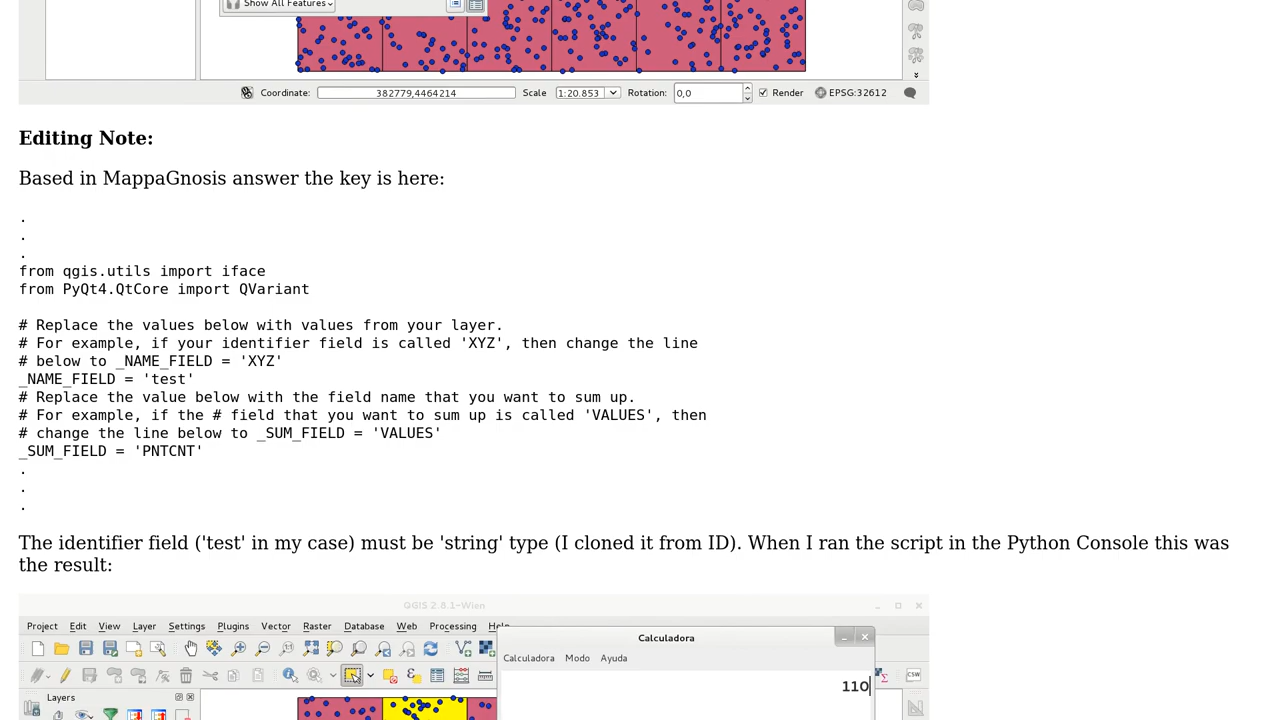 Show All Features
Coordinate: 382779,4464214 Scale 1:20.853 Rotation: 0,0 Render EPSG:32612
Editing Note:
Based in MappaGnosis answer the key is here:
.
.
.
from qgis.utils import iface
from PyQt4.QtCore import QVariant
# Replace the values below with values from your layer.
# For example, if your identifier field is called 'XYZ', then change the line
# below to _NAME_FIELD = 'XYZ'
_NAME_FIELD = 'test'
# Replace the value below with the field name that you want to sum up.
# For example, if the # field that you want to sum up is called 'VALUES', then
# change the line below to _SUM_FIELD = 'VALUES'
_SUM_FIELD = 'PNTCNT'
.
.
.
The identifier field ('test' in my case) must be 'string' type (I cloned it from ID). When I ran the script in the Python Console this was
the result:
QGIS 2.8.1-Wien
Project Edit View Layer Settings Plugins Vector Raster Database Web Processing Help
Calculadora
Calculadora Modo Ayuda
CSW
110
Layers